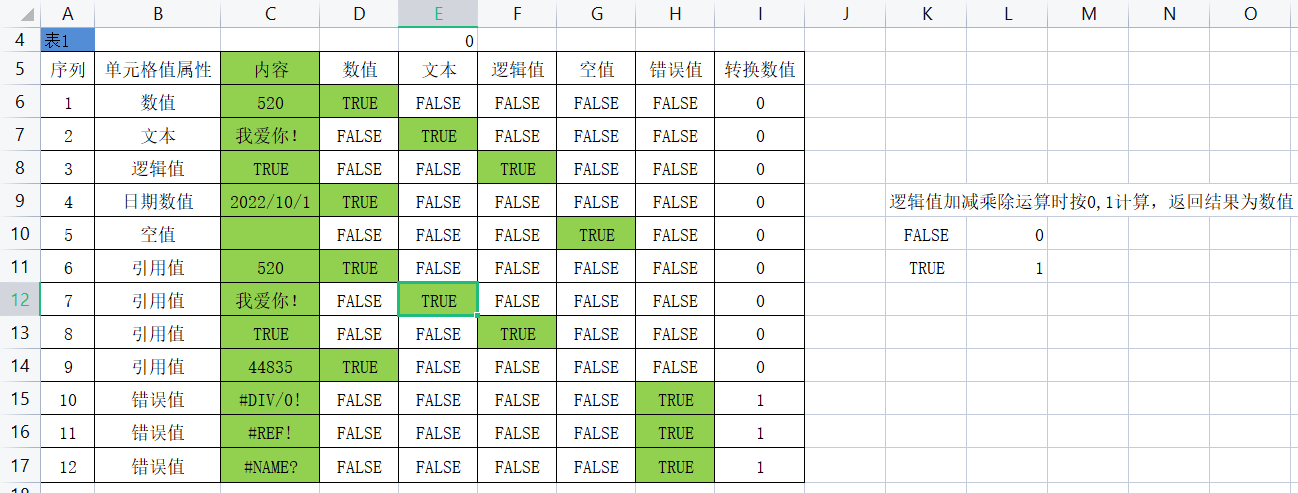 A B C D E F G H I J K L M N O
4 表1 0
5 序列 单元格值属性 内容 数值 文本 逻辑值 空值 错误值 转换数值
6 1 数值 520 TRUE FALSE FALSE FALSE FALSE 0
7 2 文本 我爱你! FALSE TRUE FALSE FALSE FALSE 0
8 3 逻辑值 TRUE FALSE FALSE TRUE FALSE FALSE 0
9 4 日期数值 2022/10/1 TRUE FALSE FALSE FALSE FALSE 0 逻辑值加减乘除运算时按0,1计算，返回结果为数值
10 5 空值 FALSE FALSE FALSE TRUE FALSE 0 FALSE 0
11 6 引用值 520 TRUE FALSE FALSE FALSE FALSE 0 TRUE 1
12 7 引用值 我爱你! FALSE TRUE FALSE FALSE FALSE 0
13 8 引用值 TRUE FALSE FALSE TRUE FALSE FALSE 0
14 9 引用值 44835 TRUE FALSE FALSE FALSE FALSE 0
15 10 错误值 #DIV/0! FALSE FALSE FALSE FALSE TRUE 1
16 11 错误值 #REF! FALSE FALSE FALSE FALSE TRUE 1
17 12 错误值 #NAME? FALSE FALSE FALSE FALSE TRUE 1